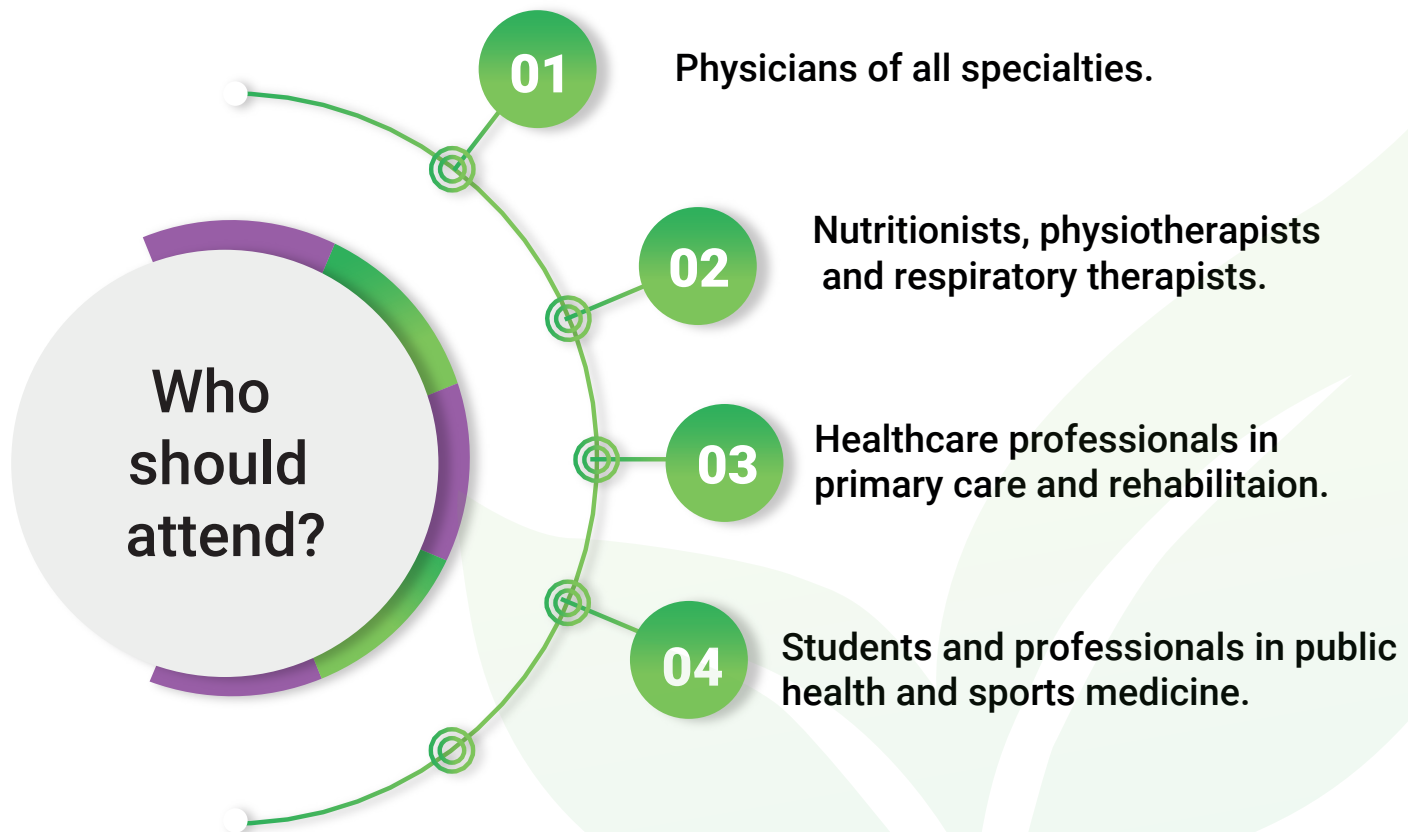 Who
should
attend?
01
Physicians of all specialties.
02
Nutritionists, physiotherapists
and respiratory therapists.
03
Healthcare professionals in
primary care and rehabilitaion.
04
Students and professionals in public
health and sports medicine.